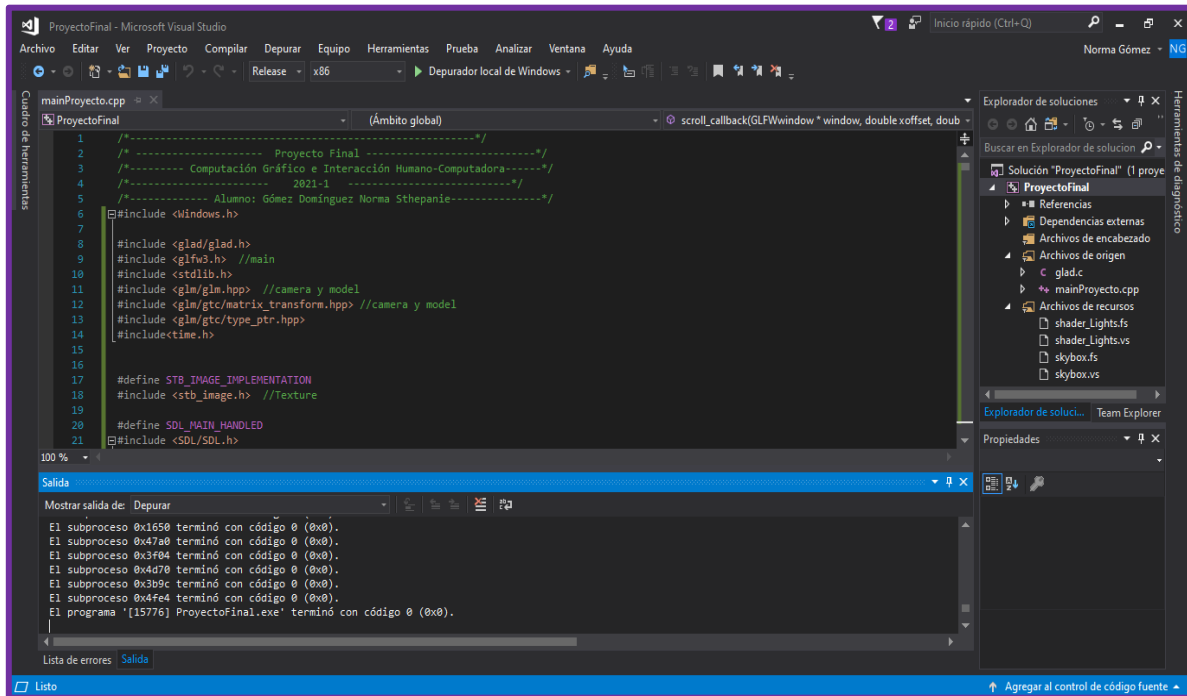 ProyectoFinal - Microsoft Visual Studio
2
Inicio rápido (Ctrl+Q)
Archivo Editar Ver Proyecto Compilar Depurar Equipo Herramientas Prueba Analizar Ventana Ayuda
Norma Gómez NG
Release x86 Depurador local de Windows
Cuadro de herramientas
mainProyecto.cpp
ProyectoFinal (Ámbito global) scroll_callback(GLFWwindow * window, double xoffset, doub
1 /*-----------------------------------------------------*/
2 /* ------------------- Proyecto Final --------------------------*/
3 /*--------- Computación Gráfico e Interacción Humano-Computadora------*/
4 /*--------------------- 2021-1 -------------------------*/
5 /*------------- Alumno: Gómez Domínguez Norma Sthepanie--------------*/
6 #include <Windows.h>
7
8 #include <glad/glad.h>
9 #include <glfw3.h> //main
10 #include <stdlib.h>
11 #include <glm/glm.hpp> //camera y model
12 #include <glm/gtc/matrix_transform.hpp> //camera y model
13 #include <glm/gtc/type_ptr.hpp>
14 #include<time.h>
15
16
17 #define STB_IMAGE_IMPLEMENTATION
18 #include <stb_image.h> //Texture
19
20 #define SDL_MAIN_HANDLED
21 #include <SDL/SDL.h>
100 %
Salida
Mostrar salida de: Depurar
El subproceso 0x1650 terminó con código 0 (0x0).
El subproceso 0x47a0 terminó con código 0 (0x0).
El subproceso 0x3f04 terminó con código 0 (0x0).
El subproceso 0x4d70 terminó con código 0 (0x0).
El subproceso 0x3b9c terminó con código 0 (0x0).
El subproceso 0x4fe4 terminó con código 0 (0x0).
El programa '[15776] ProyectoFinal.exe' terminó con código 0 (0x0).
Lista de errores Salida
Explorador de soluciones
Buscar en Explorador de solucion
Solución "ProyectoFinal" (1 proye
ProyectoFinal
Referencias
Dependencias externas
Archivos de encabezado
Archivos de origen
glad.c
mainProyecto.cpp
Archivos de recursos
shader_Lights.fs
shader_Lights.vs
skybox.fs
skybox.vs
Explorador de soluci... Team Explorer
Propiedades
Herramientas de diagnóstico
Listo
Agregar al control de código fuente